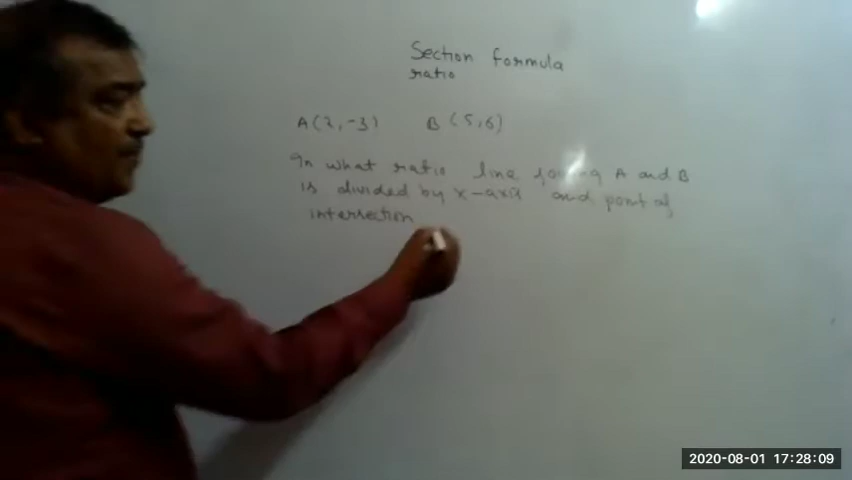 Section formula
ratio
A(2,-3) B(5,6)
In what ratio line joining A and B
is divided by x-axis and point of
intersection
2020-08-01 17:28:09